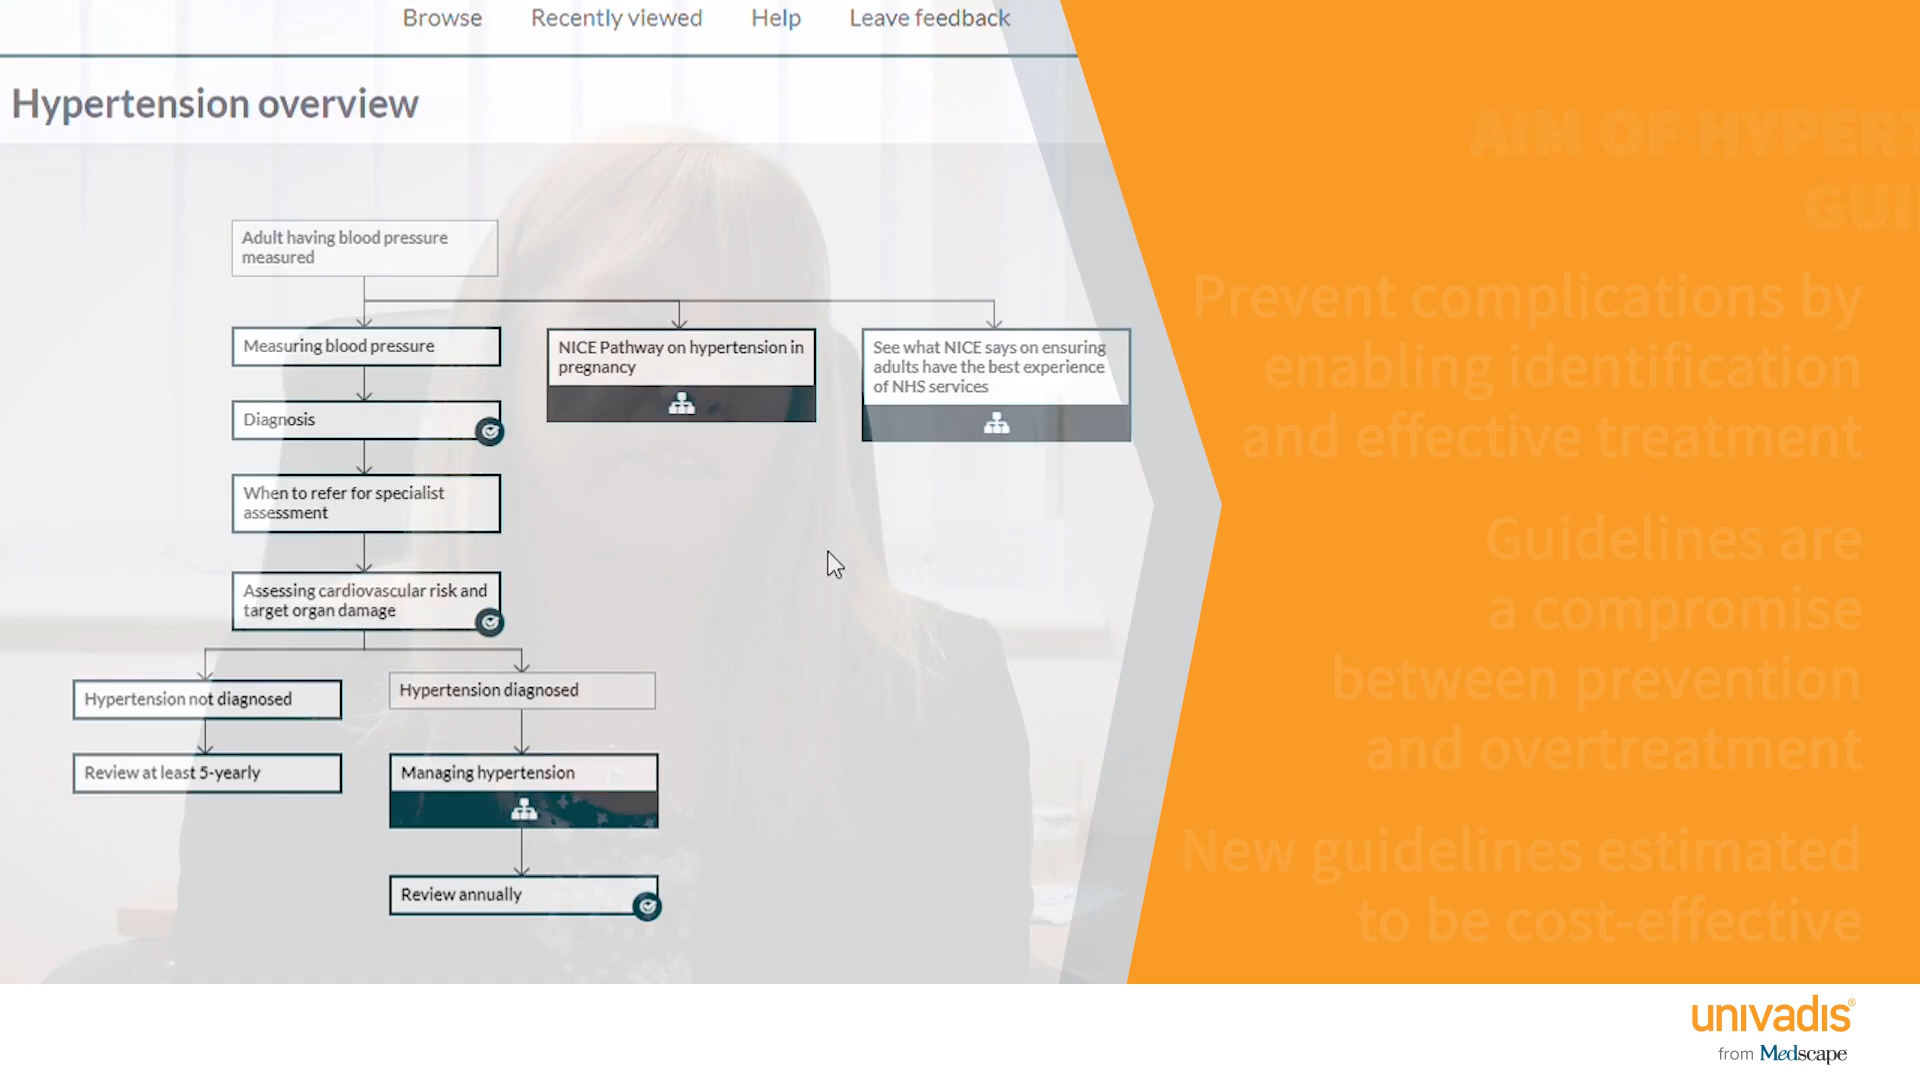 Browse
Recently viewed
Help
Leave feedback
Hypertension overview
Adult having blood pressure
measured
Measuring blood pressure
NICE Pathway on hypertension in
pregnancy
See what NICE says on ensuring
adults have the best experience
of NHS services
Diagnosis
When to refer for specialist
assessment
Assessing cardiovascular risk and
target organ damage
Hypertension not diagnosed
Hypertension diagnosed
Review at least 5-yearly
Managing hypertension
Review annually
AIM OF HYPERT
GUI
Prevent complications by
enabling identification
and effective treatment
Guidelines are
a compromise
between prevention
and overtreatment
New guidelines estimated
to be cost-effective
univadis®
from Medscape